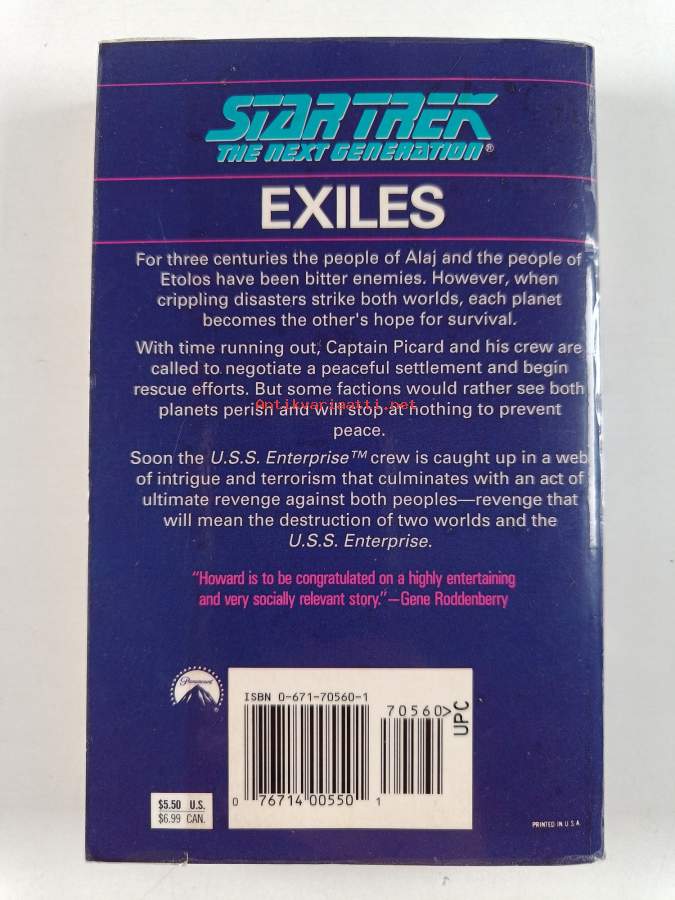 STAR TREK
THE NEXT GENERATION®
EXILES
For three centuries the people of Alaj and the people of
Etolos have been bitter enemies. However, when
crippling disasters strike both worlds, each planet
becomes the other's hope for survival.
With time running out, Captain Picard and his crew are
called to negotiate a peaceful settlement and begin
rescue efforts. But some factions would rather see both
planets perish and will stop at nothing to prevent
peace.
Antikvariaatti.net
Soon the U.S.S. Enterprise™ crew is caught up in a web
of intrigue and terrorism that culminates with an act of
ultimate revenge against both peoples—revenge that
will mean the destruction of two worlds and the
U.S.S. Enterprise.
"Howard is to be congratulated on a highly entertaining
and very socially relevant story."—Gene Roddenberry
Paramount
ISBN 0-671-70560-1
70560>
UPC
0 76714 00550 1
$5.50 U.S.
$6.99 CAN.
PRINTED IN U.S.A.